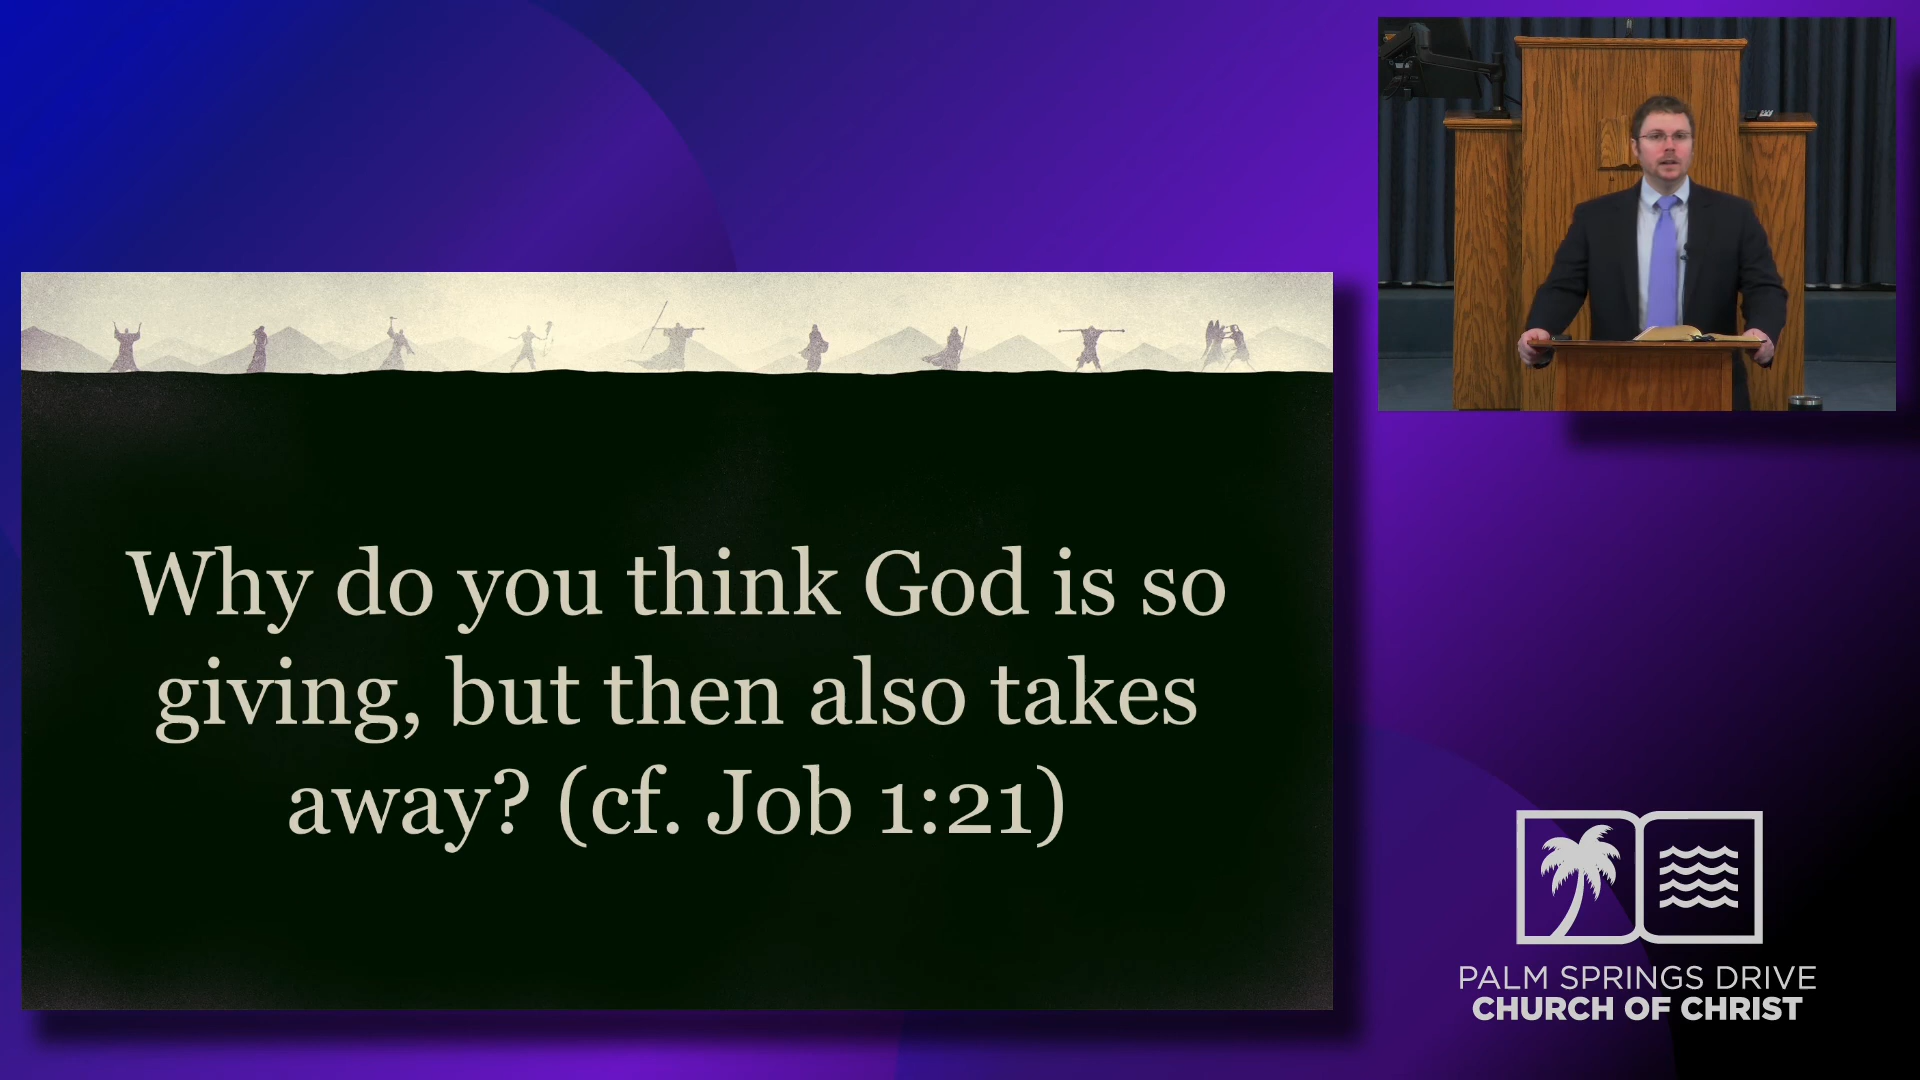 Why do you think God is so
giving, but then also takes
away? (cf. Job 1:21)
PALM SPRINGS DRIVE
CHURCH OF CHRIST